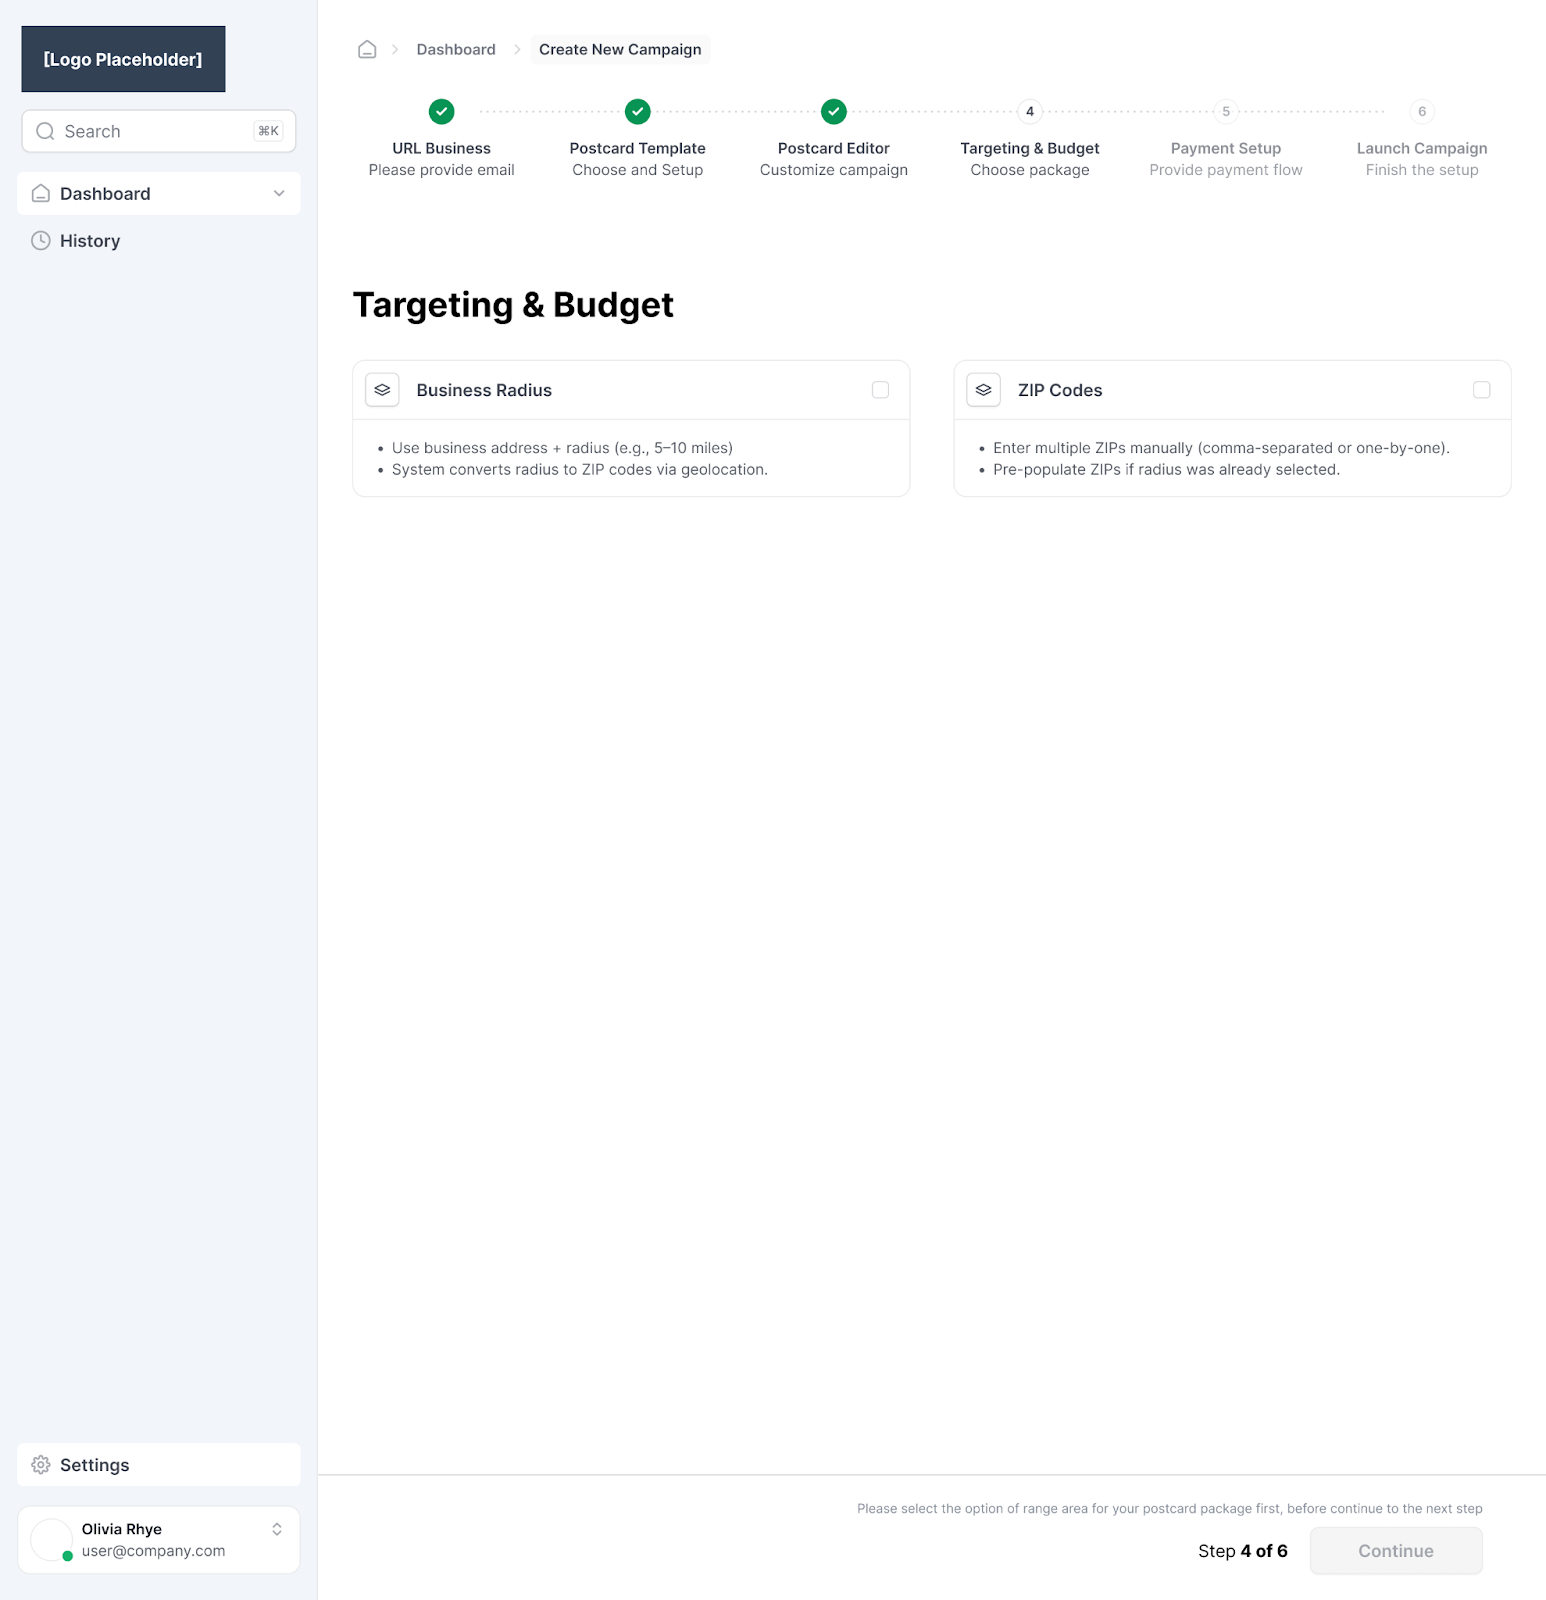 [Logo Placeholder]
Search
⌘K
Dashboard
History
Dashboard
Create New Campaign
URL Business
Please provide email
Postcard Template
Choose and Setup
Postcard Editor
Customize campaign
4
Targeting & Budget
Choose package
5
Payment Setup
Provide payment flow
6
Launch Campaign
Finish the setup
Targeting & Budget
Business Radius
• Use business address + radius (e.g., 5–10 miles)
• System converts radius to ZIP codes via geolocation.
ZIP Codes
• Enter multiple ZIPs manually (comma-separated or one-by-one).
• Pre-populate ZIPs if radius was already selected.
Settings
Olivia Rhye
user@company.com
Please select the option of range area for your postcard package first, before continue to the next step
Step 4 of 6
Continue